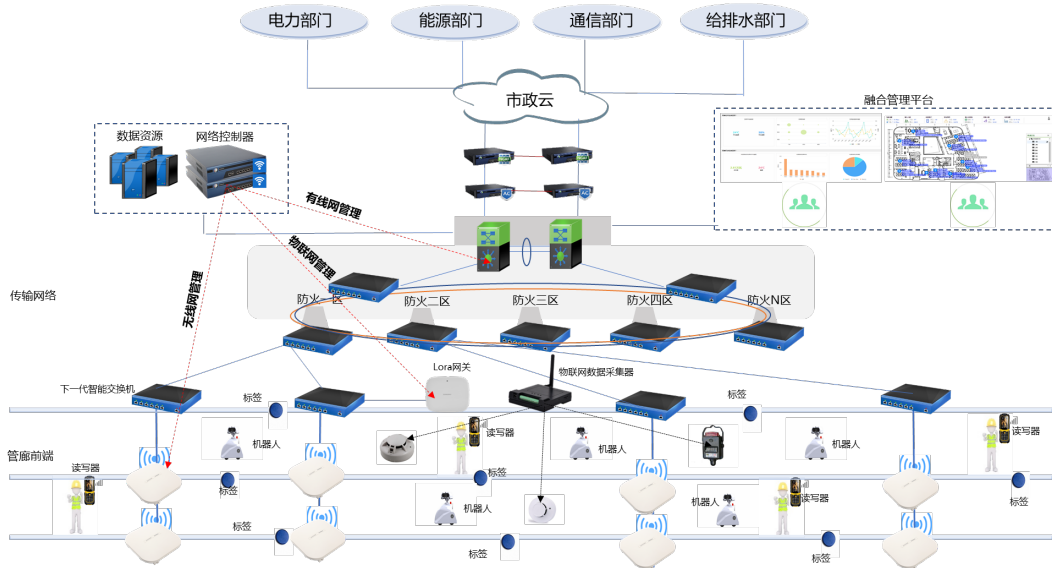 电力部门
能源部门
通信部门
给排水部门
市政云
融合管理平台
数据资源
网络控制器
有线网管理
物联网管理
无线网管理
AC
AC
传输网络
防火一区
防火二区
防火三区
防火四区
防火N区
Lora网关
物联网数据采集器
下一代智能交换机
标签
标签
读写器
读写器
机器人
机器人
机器人
管廊前端
读写器
标签
标签
标签
机器人
机器人
读写器
标签
标签
标签